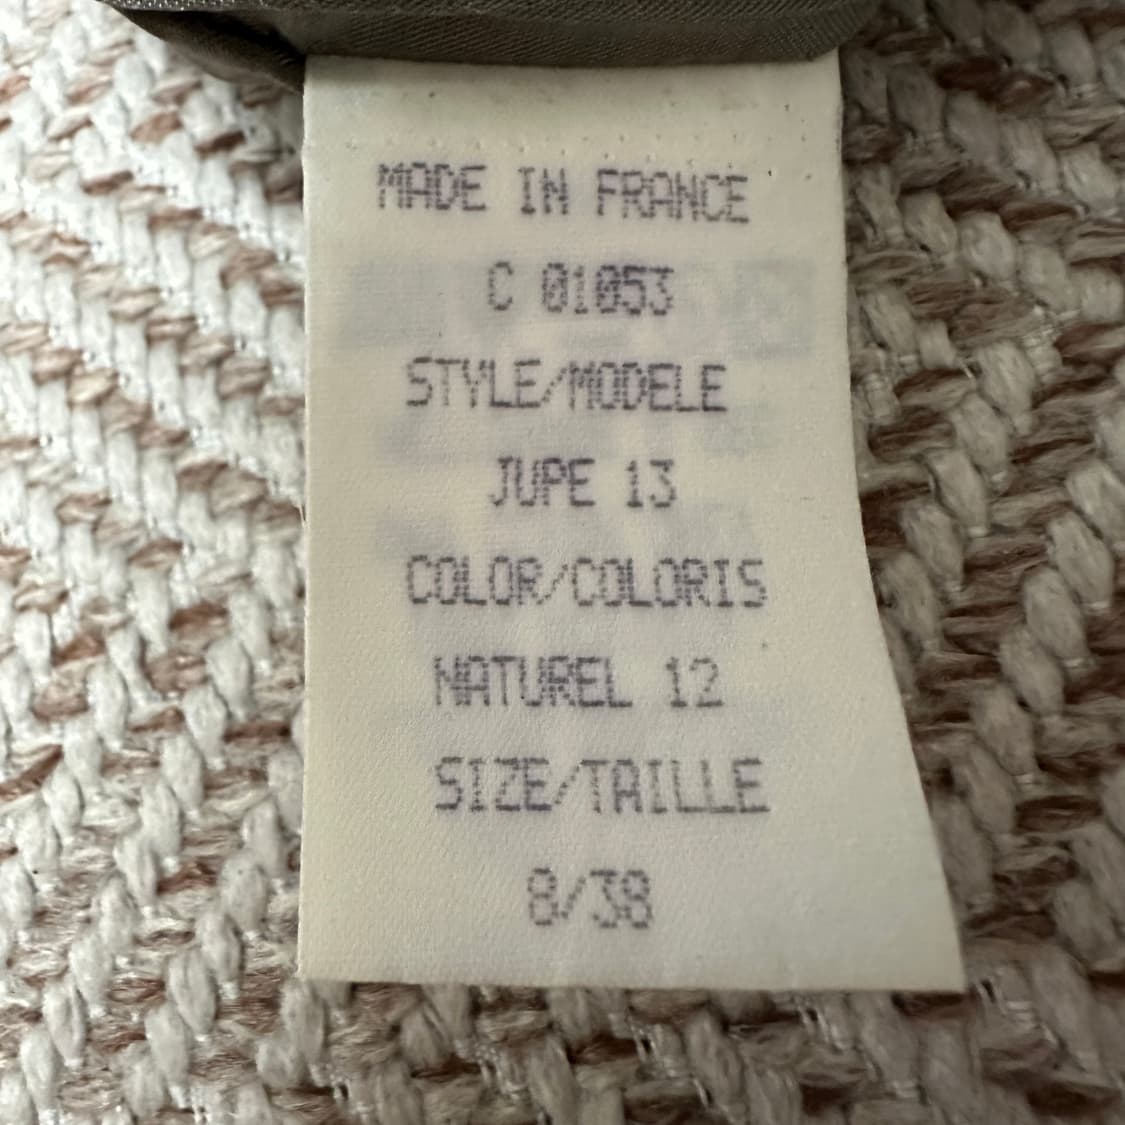 MADE IN FRANCE
C 01053
STYLE/MODELE
JUPE 13
COLOR/COLORIS
NATUREL 12
SIZE/TAILLE
8/38